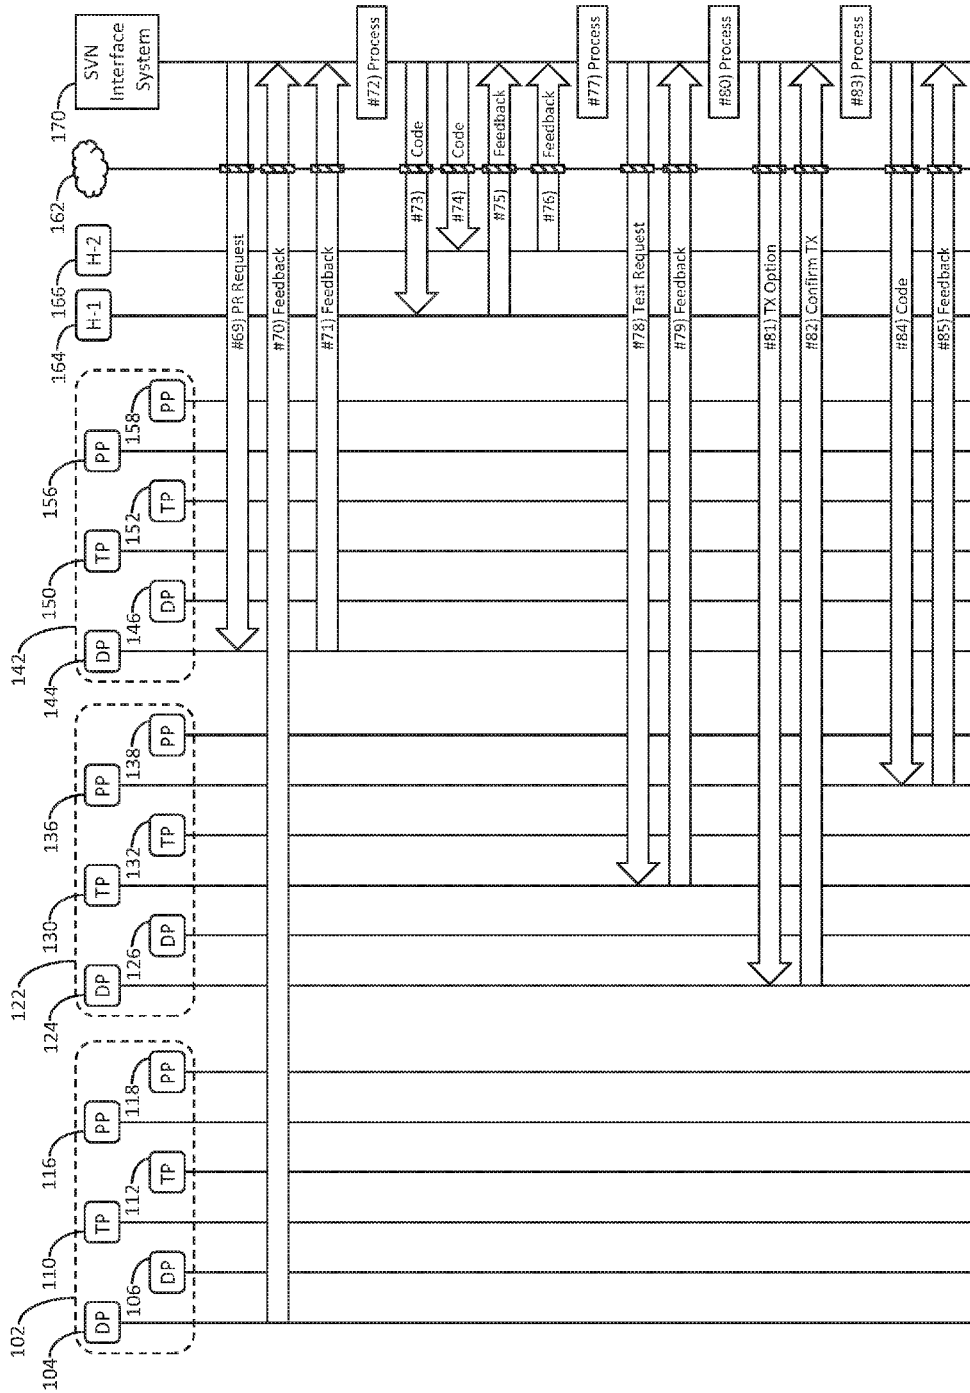 102
104
DP
106
DP
110
TP
112
TP
116
PP
118
PP
122
124
DP
126
DP
130
TP
132
TP
136
PP
138
PP
142
144
DP
146
DP
150
TP
152
TP
156
PP
158
PP
164
H-1
166
H-2
162
170
SVN
Interface
System
#69) PR Request
#70) Feedback
#71) Feedback
#72) Process
#73) Code
#74) Code
#75) Feedback
#76) Feedback
#77) Process
#78) Test Request
#79) Feedback
#80) Process
#81) TX Option
#82) Confirm TX
#83) Process
#84) Code
#85) Feedback